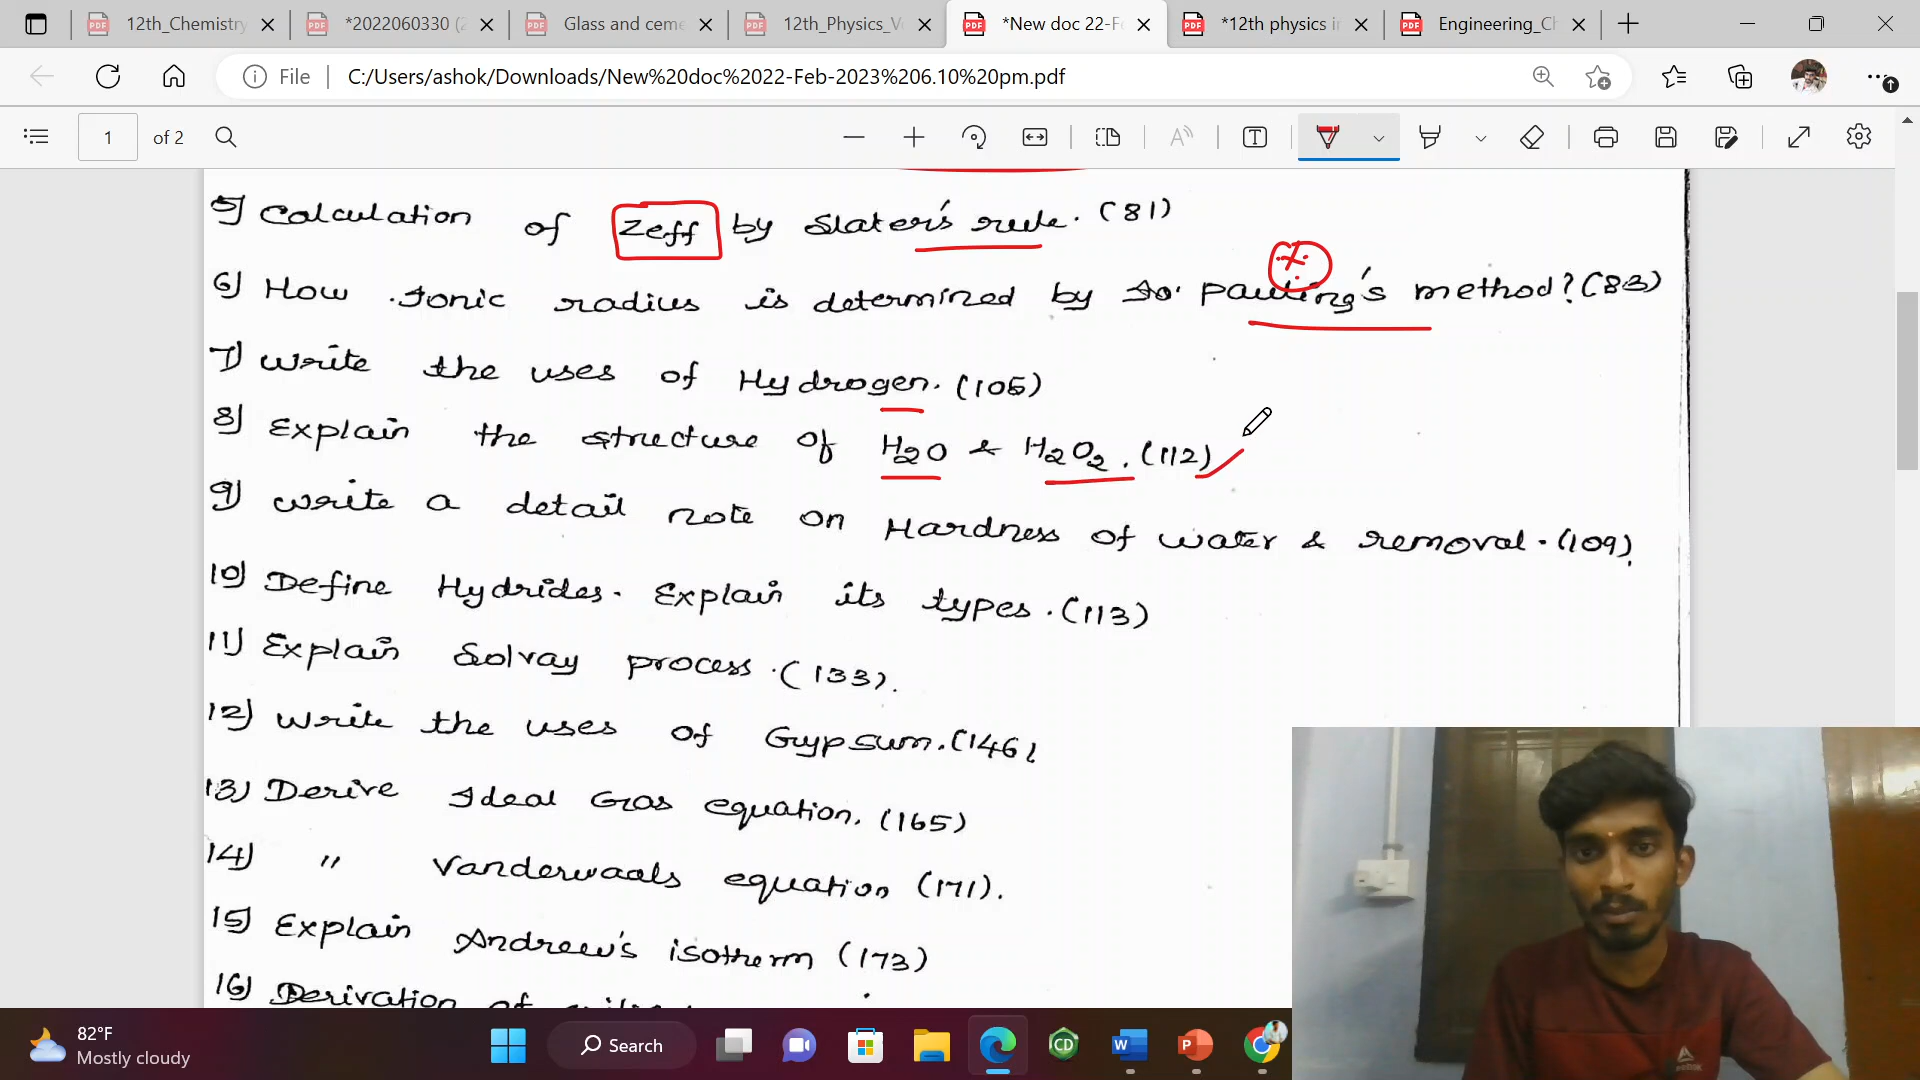 12th_Chemistry
*2022060330 (2
Glass and ceme
12th_Physics_Vo
*New doc 22-Fe
*12th physics in
Engineering_Ch
File
C:/Users/ashok/Downloads/New%20doc%2022-Feb-2023%206.10%20pm.pdf
1 of 2
5) Calculation of Zeff by Slater's rule. (81)
6) How Ionic radius is determined by pauling's method? (83)
7) Write the uses of Hydrogen. (105)
8) Explain the structure of H2O & H2O2. (112)
9) Write a detail note on Hardness of water & removal. (109)
10) Define Hydrides. Explain its types. (113)
11) Explain Solvay process. (133).
12) Write the uses of Gypsum. (146)
13) Derive Ideal Gas equation. (165)
14) " Vanderwaals equation (171).
15) Explain Andrew's isotherm (173)
16) Derivation of
82°F
Mostly cloudy
Search